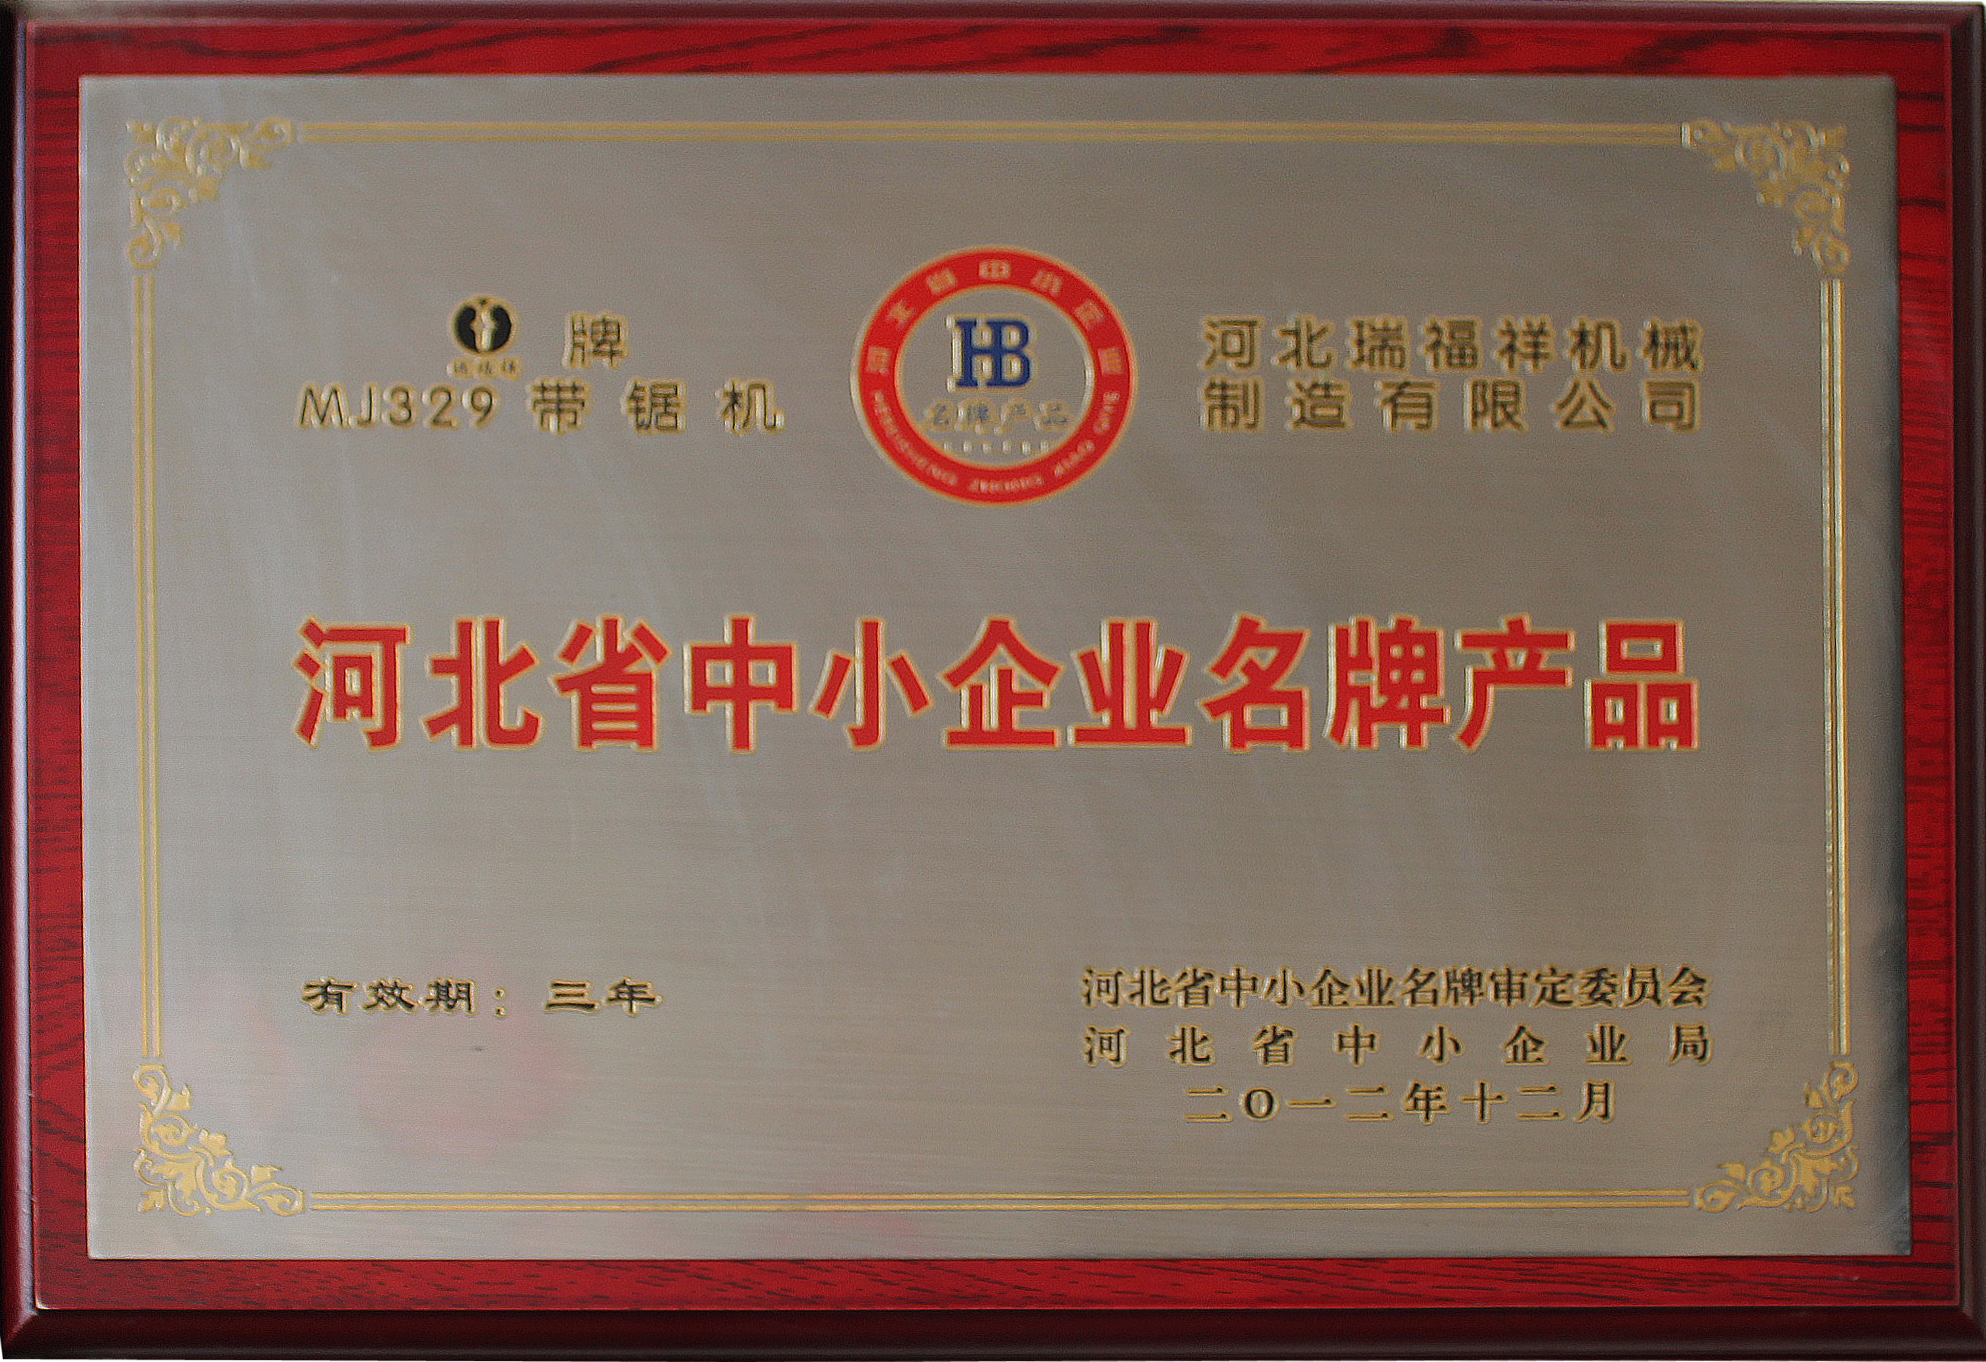 牌
MJ329 带锯机
HB
名牌产品
河北瑞福祥机械
制造有限公司
河北省中小企业名牌产品
有效期：三年
河北省中小企业名牌审定委员会
河北省中小企业局
二〇一二年十二月